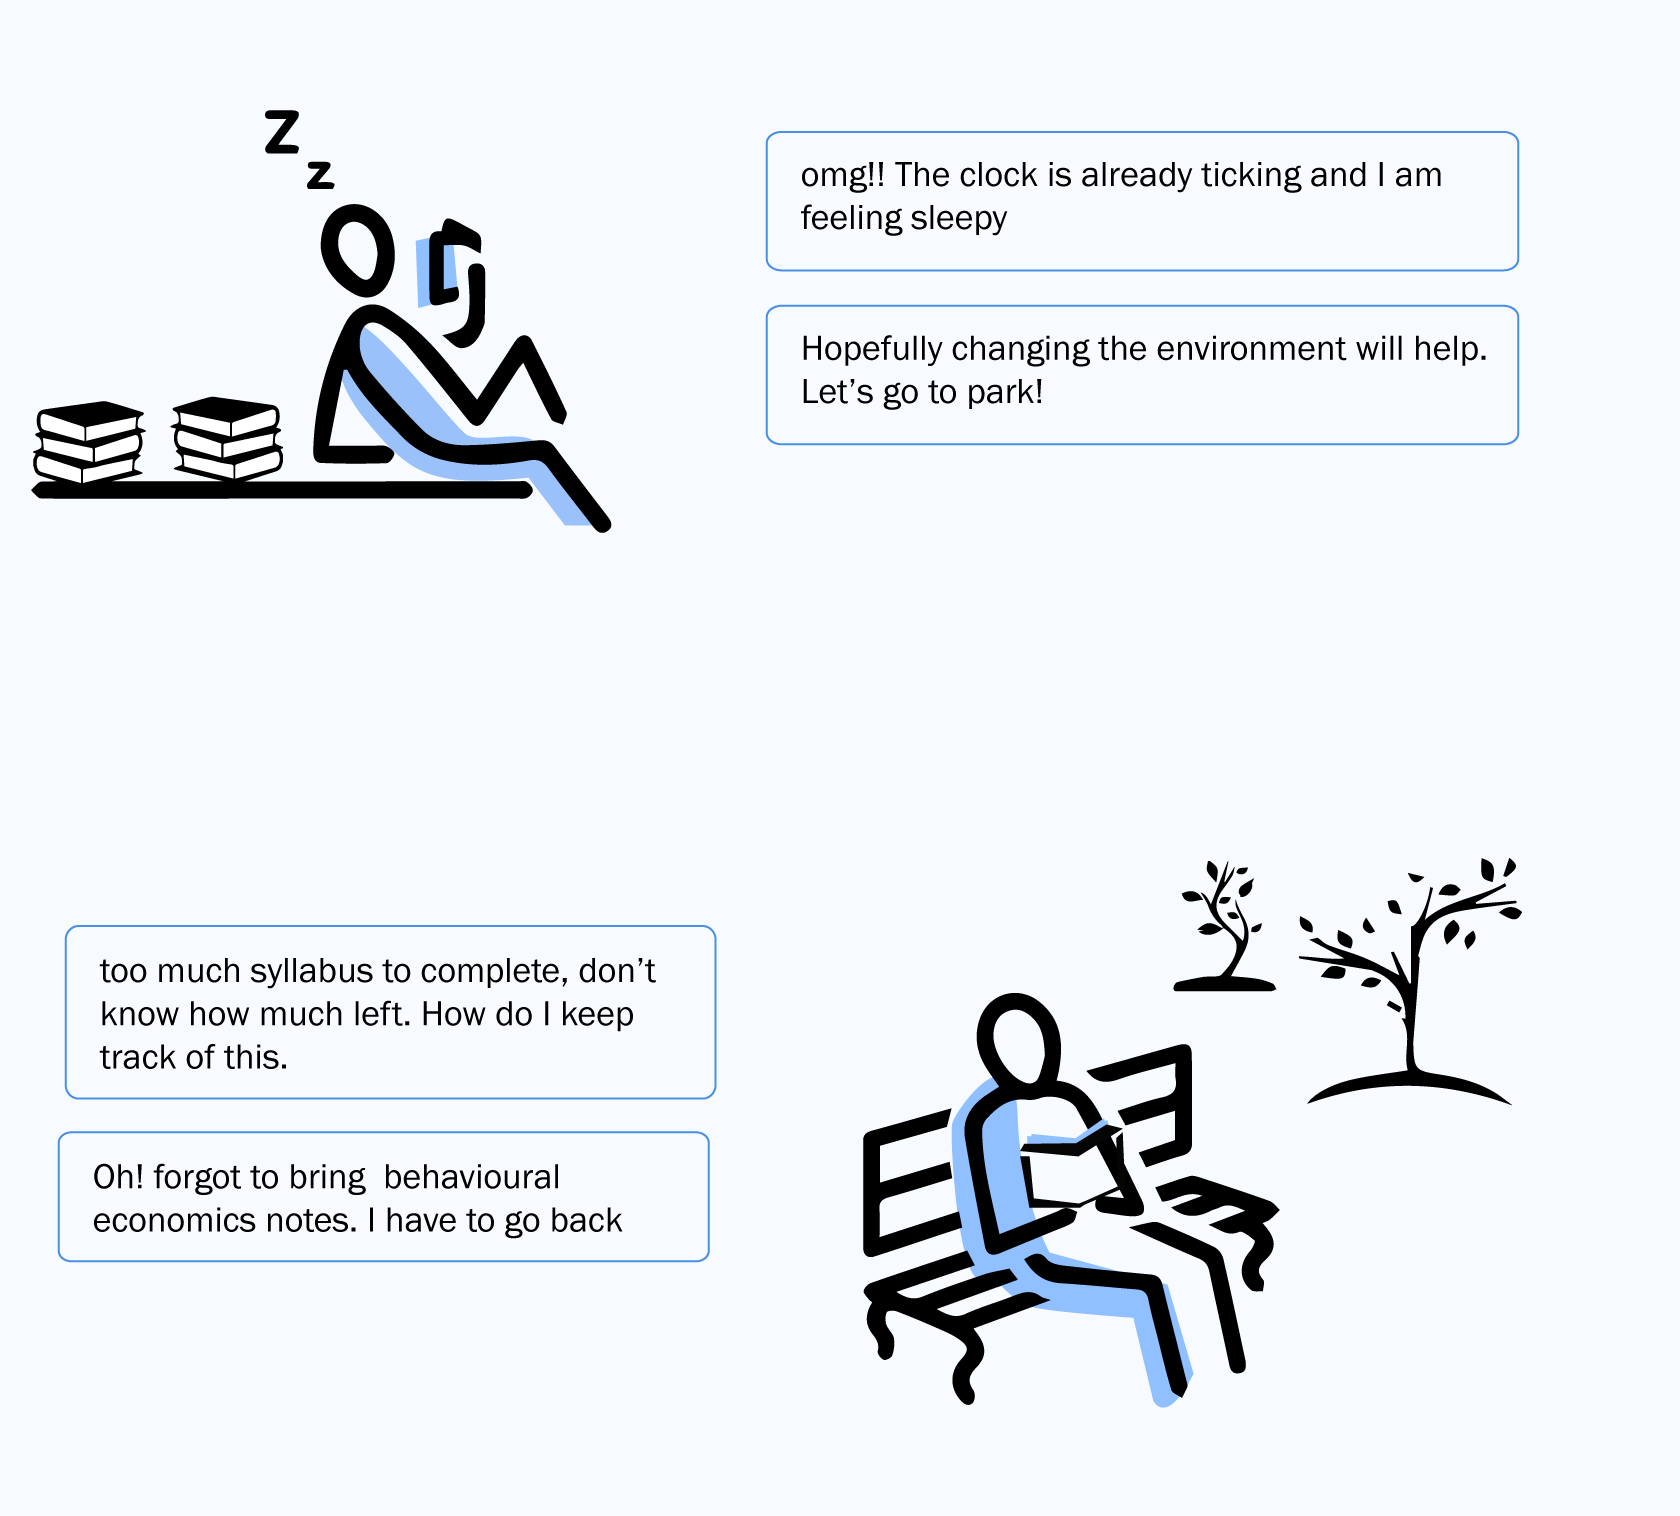 Z
z
omg!! The clock is already ticking and I am
feeling sleepy
Hopefully changing the environment will help.
Let’s go to park!
too much syllabus to complete, don’t
know how much left. How do I keep
track of this.
Oh! forgot to bring  behavioural
economics notes. I have to go back